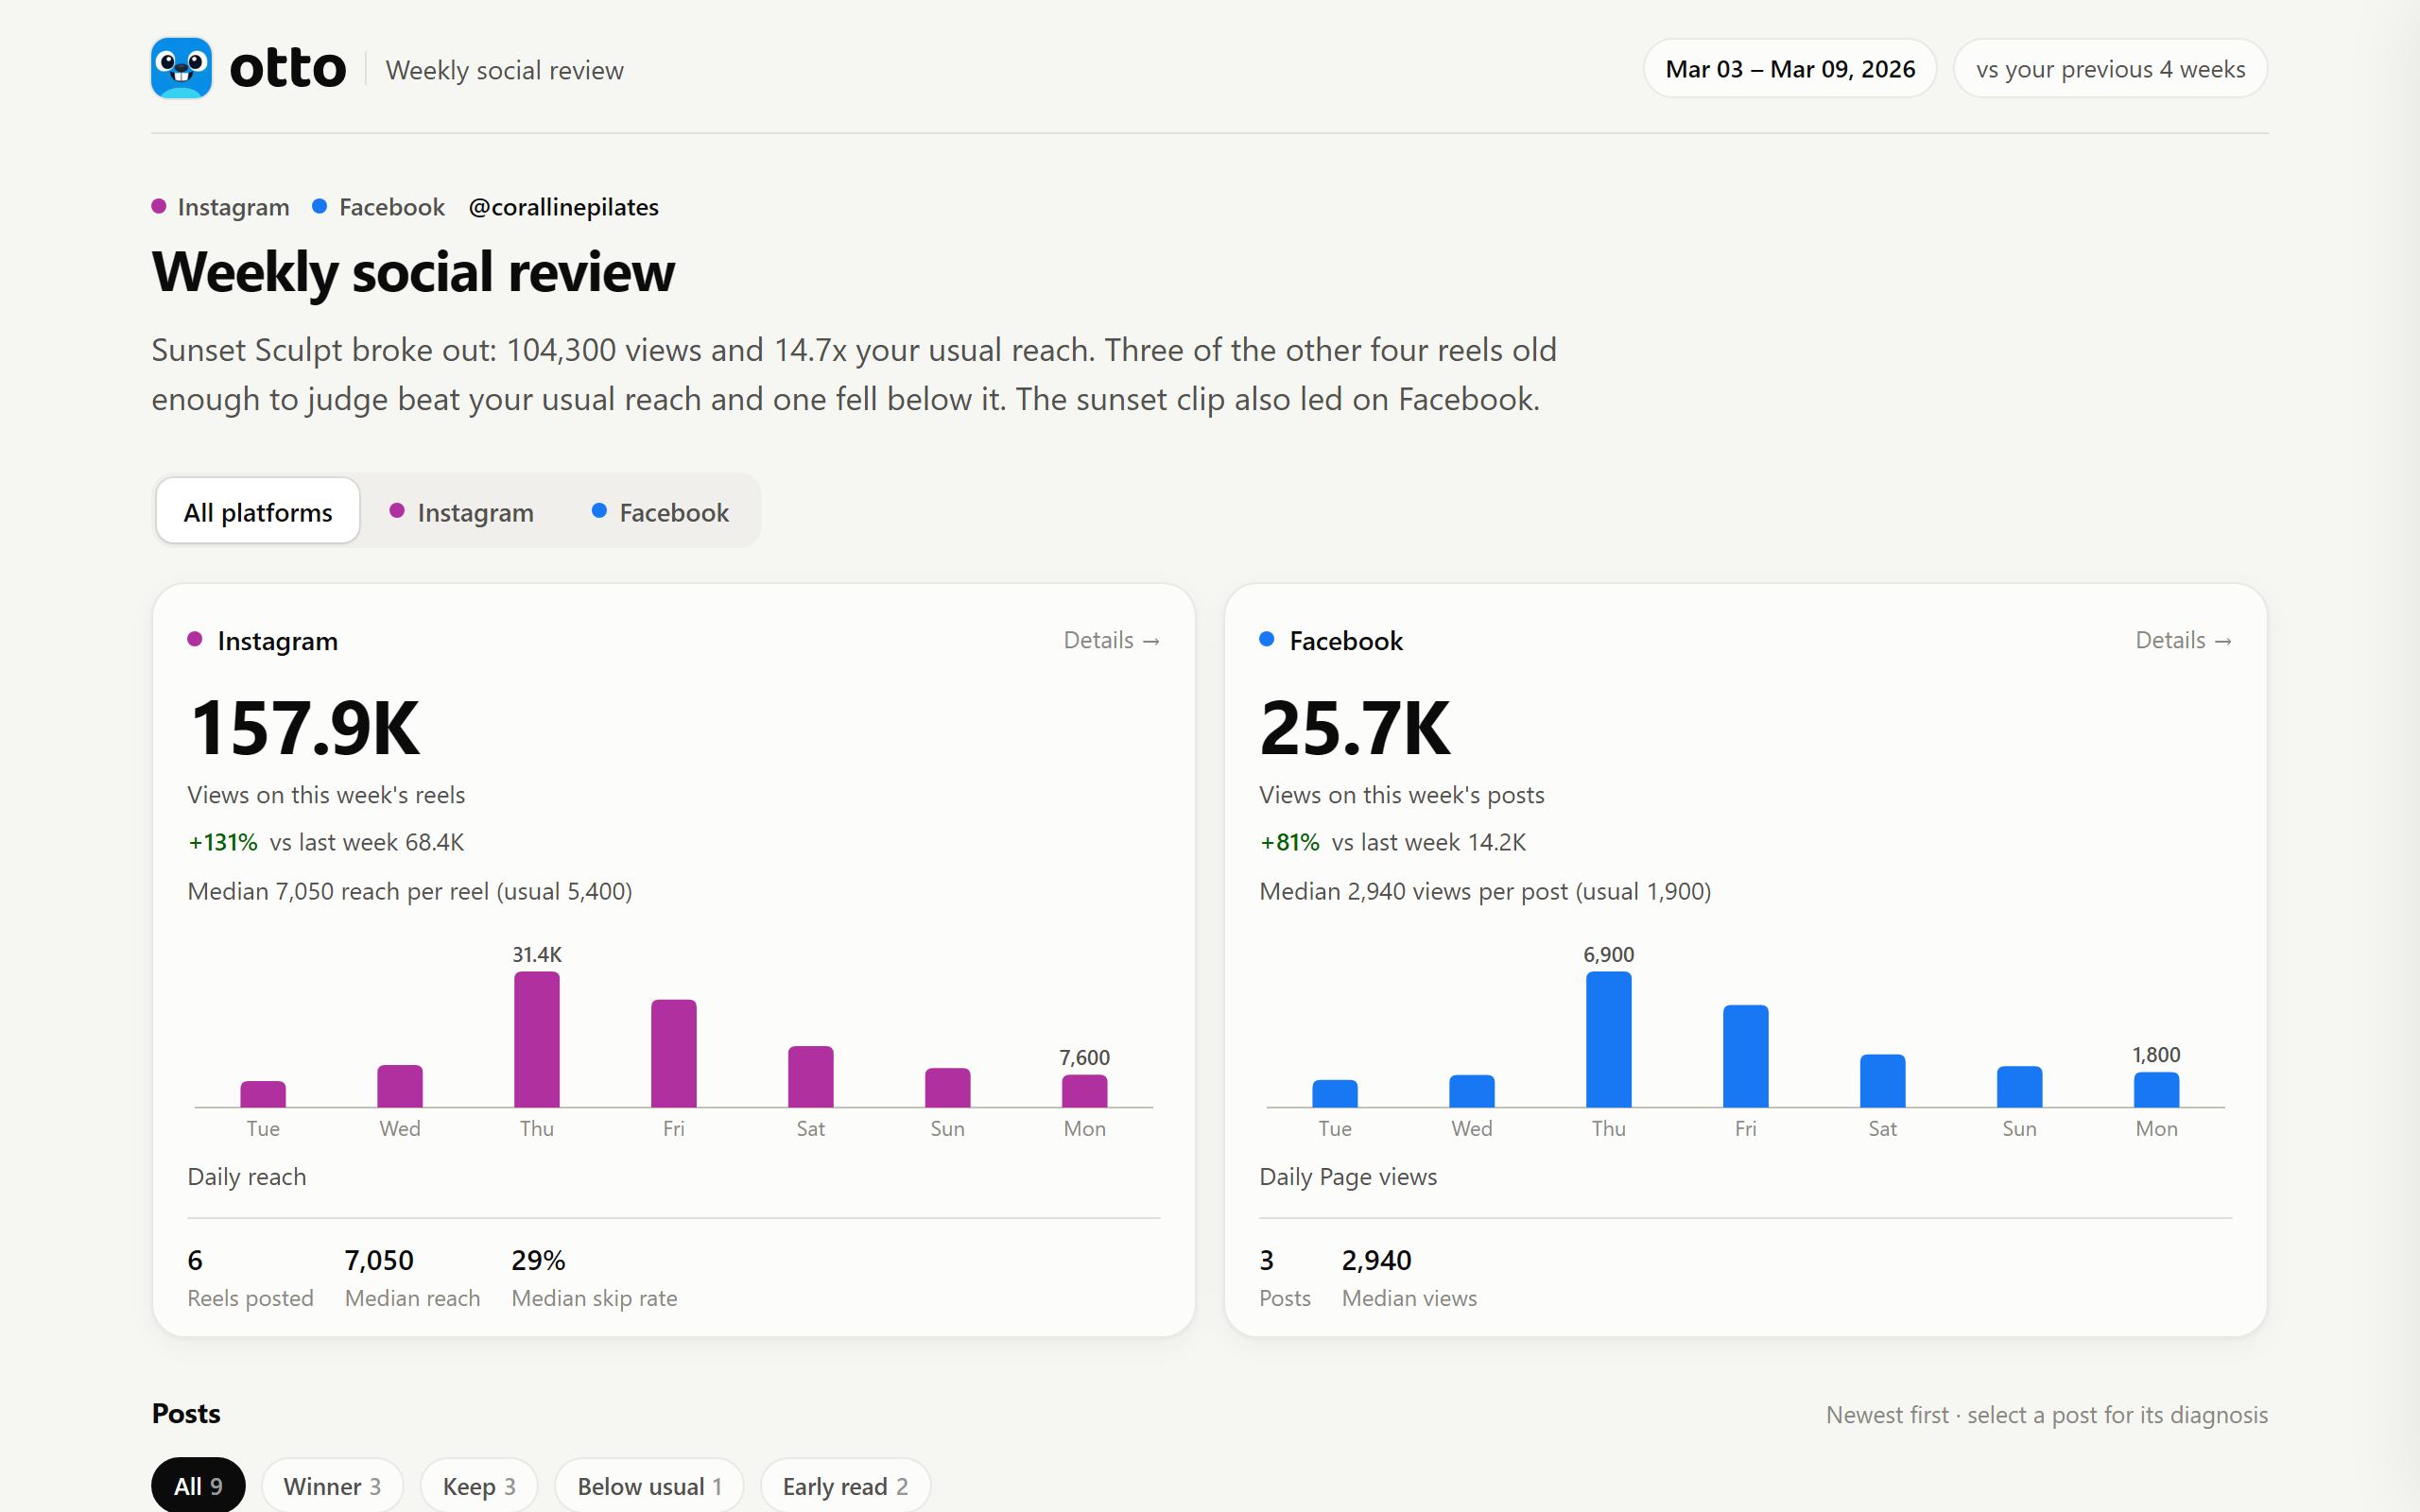 otto
Weekly social review
Mar 03 – Mar 09, 2026
vs your previous 4 weeks
Instagram
Facebook
@corallinepilates
Weekly social review
Sunset Sculpt broke out: 104,300 views and 14.7x your usual reach. Three of the other four reels old
enough to judge beat your usual reach and one fell below it. The sunset clip also led on Facebook.
All platforms
Instagram
Facebook
Instagram
Details →
157.9K
Views on this week's reels
+131% vs last week 68.4K
Median 7,050 reach per reel (usual 5,400)
31.4K
7,600
Tue Wed Thu Fri Sat Sun Mon
Daily reach
6
Reels posted
7,050
Median reach
29%
Median skip rate
Facebook
Details →
25.7K
Views on this week's posts
+81% vs last week 14.2K
Median 2,940 views per post (usual 1,900)
6,900
1,800
Tue Wed Thu Fri Sat Sun Mon
Daily Page views
3
Posts
2,940
Median views
Posts
Newest first · select a post for its diagnosis
All 9
Winner 3
Keep 3
Below usual 1
Early read 2